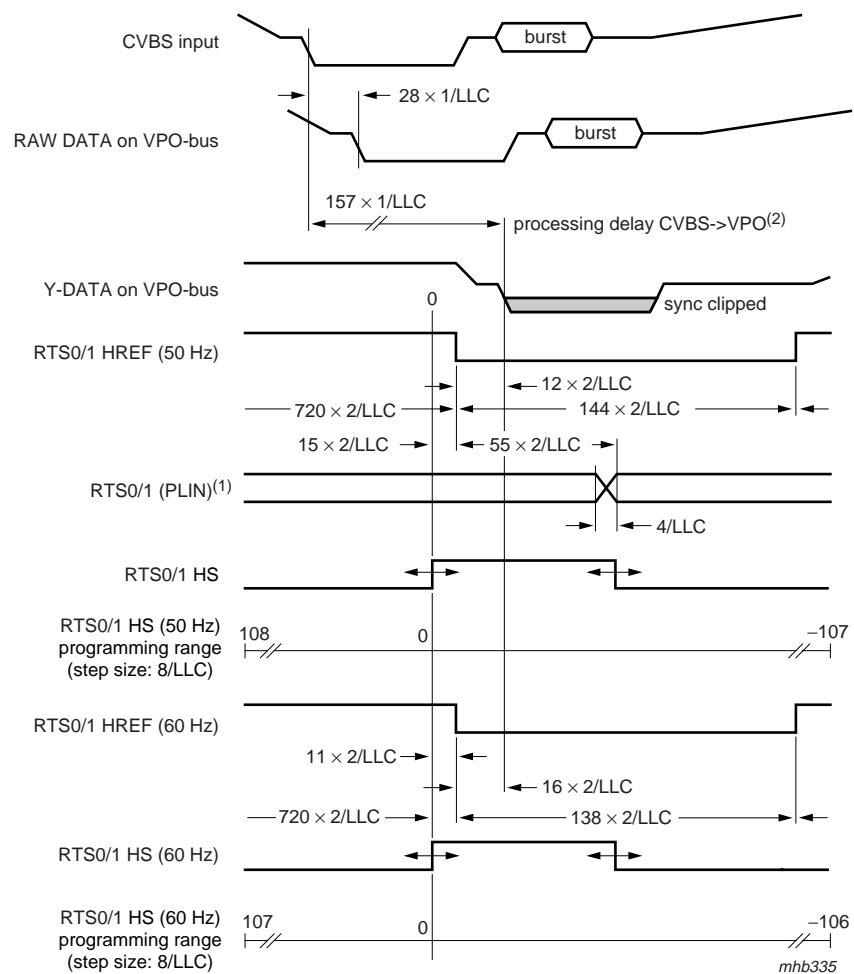 CVBS input
burst
28 × 1/LLC
RAW DATA on VPO-bus
burst
157 × 1/LLC
processing delay CVBS->VPO(2)
Y-DATA on VPO-bus
0
sync clipped
RTS0/1 HREF (50 Hz)
12 × 2/LLC
720 × 2/LLC
144 × 2/LLC
15 × 2/LLC
55 × 2/LLC
RTS0/1 (PLIN)(1)
4/LLC
RTS0/1 HS
RTS0/1 HS (50 Hz)
programming range
(step size: 8/LLC)
108
0
−107
RTS0/1 HREF (60 Hz)
11 × 2/LLC
16 × 2/LLC
720 × 2/LLC
138 × 2/LLC
RTS0/1 HS (60 Hz)
RTS0/1 HS (60 Hz)
programming range
(step size: 8/LLC)
107
0
−106
mhb335